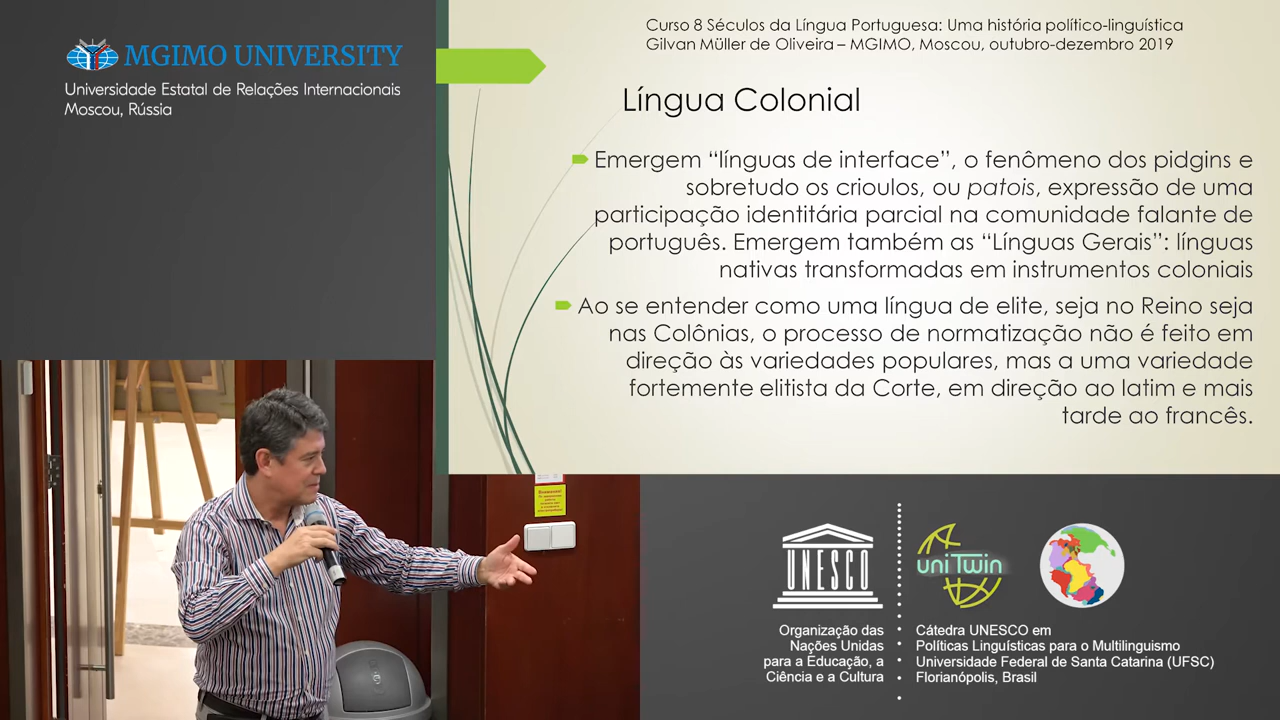 MGIMO UNIVERSITY
Universidade Estatal de Relações Internacionais
Moscou, Rússia
Curso 8 Séculos da Língua Portuguesa: Uma história político-linguística
Gilvan Müller de Oliveira – MGIMO, Moscou, outubro-dezembro 2019
Língua Colonial
Emergem “línguas de interface”, o fenômeno dos pidgins e
sobretudo os crioulos, ou patois, expressão de uma
participação identitária parcial na comunidade falante de
português. Emergem também as “Línguas Gerais”: línguas
nativas transformadas em instrumentos coloniais
Ao se entender como uma língua de elite, seja no Reino seja
nas Colônias, o processo de normatização não é feito em
direção às variedades populares, mas a uma variedade
fortemente elitista da Corte, em direção ao latim e mais
tarde ao francês.
UNESCO
Organização das
Nações Unidas
para a Educação, a
Ciência e a Cultura
uniTwin
Cátedra UNESCO em
Políticas Linguísticas para o Multilinguismo
Universidade Federal de Santa Catarina (UFSC)
Florianópolis, Brasil